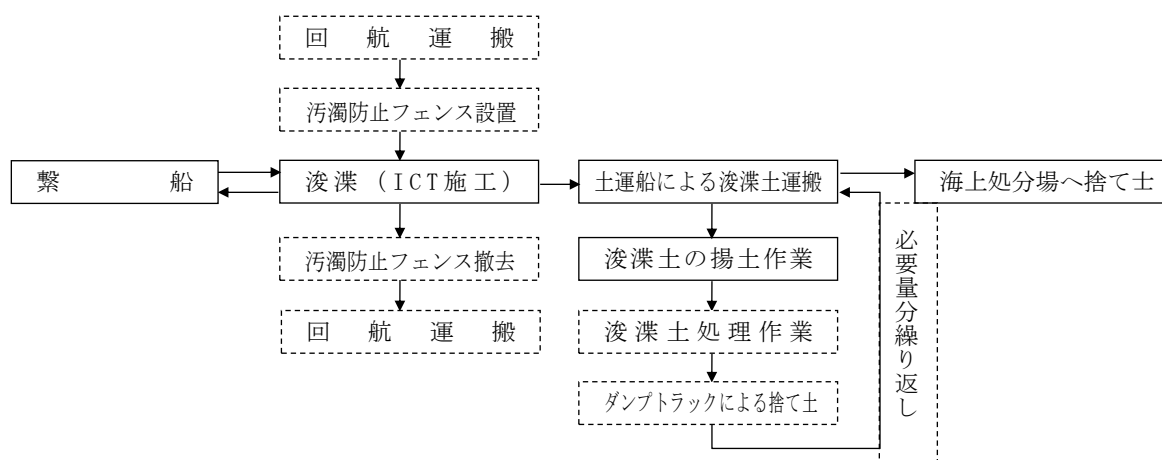 回航運搬
汚濁防止フェンス設置
繋船
浚渫（ICT施工）
土運船による浚渫土運搬
海上処分場へ捨て士
汚濁防止フェンス撤去
浚渫土の揚土作業
必要量分繰り返し
回航運搬
浚渫土処理作業
ダンプトラックによる捨て土